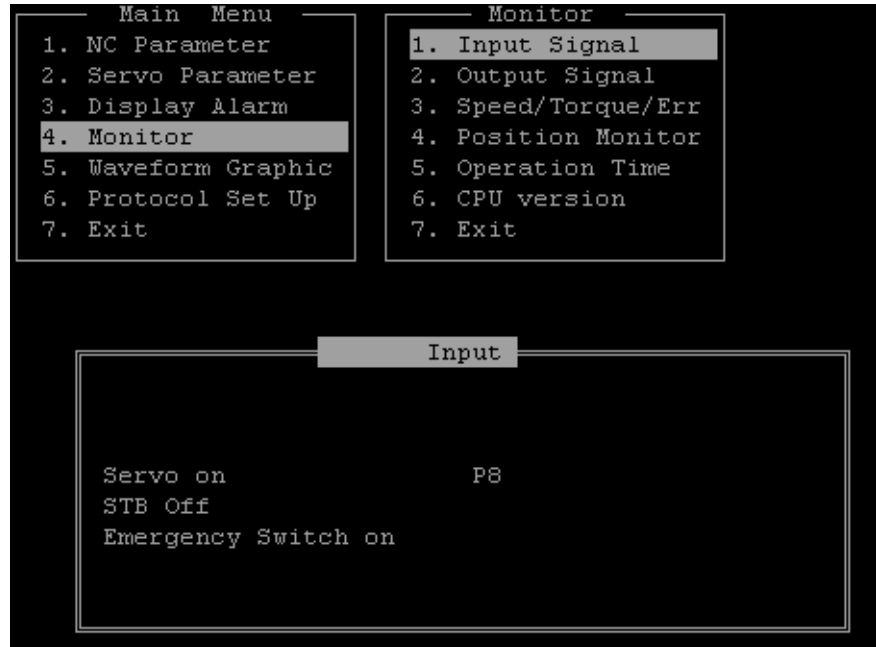 Main Menu
1. NC Parameter
2. Servo Parameter
3. Display Alarm
4. Monitor
5. Waveform Graphic
6. Protocol Set Up
7. Exit
Monitor
1. Input Signal
2. Output Signal
3. Speed/Torque/Err
4. Position Monitor
5. Operation Time
6. CPU version
7. Exit
Input
Servo on P8
STB Off
Emergency Switch on